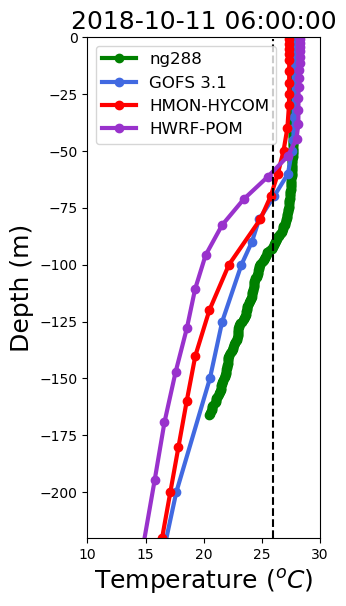 2018-10-11 06:00:00
ng288
GOFS 3.1
HMON-HYCOM
HWRF-POM
0
−25
−50
−75
−100
−125
−150
−175
−200
Depth (m)
10 15 20 25 30
Temperature (°C)